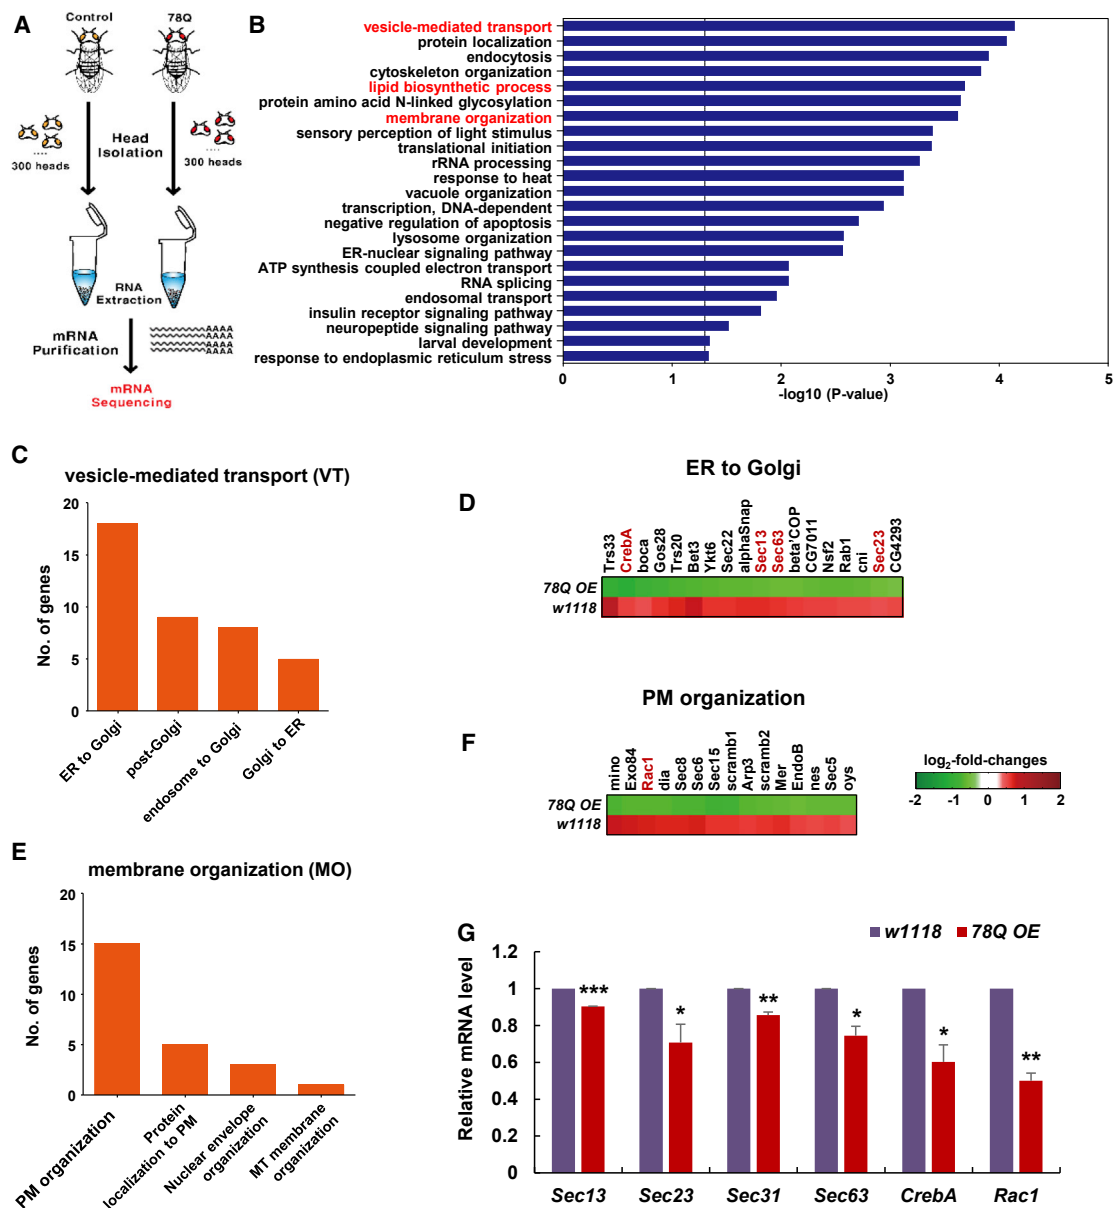 A
Control
78Q
300 heads
Head
Isolation
300 heads
RNA
Extraction
mRNA
Purification
AAAA
AAAA
AAAA
AAAA
mRNA
Sequencing
B
vesicle-mediated transport
protein localization
endocytosis
cytoskeleton organization
lipid biosynthetic process
protein amino acid N-linked glycosylation
membrane organization
sensory perception of light stimulus
translational initiation
rRNA processing
response to heat
vacuole organization
transcription, DNA-dependent
negative regulation of apoptosis
lysosome organization
ER-nuclear signaling pathway
ATP synthesis coupled electron transport
RNA splicing
endosomal transport
insulin receptor signaling pathway
neuropeptide signaling pathway
larval development
response to endoplasmic reticulum stress
0 1 2 3 4 5
-log10 (P-value)
C
vesicle-mediated transport (VT)
No. of genes
20
15
10
5
0
ER to Golgi
post-Golgi
endosome to Golgi
Golgi to ER
D
ER to Golgi
Trs33
CrebA
boca
Gos28
Trs20
Bet3
Ykt6
Sec22
alphaSnap
Sec13
Sec63
beta'COP
CG7011
Nsf2
Rab1
cni
Sec23
CG4293
78Q OE
w1118
E
membrane organization (MO)
No. of genes
20
15
10
5
0
PM organization
Protein
localization to PM
Nuclear envelope
organization
MT membrane
organization
F
PM organization
mino
Exo84
Rac1
dia
Sec8
Sec6
Sec15
scramb1
Arp3
scramb2
Mer
EndoB
nes
Sec5
oys
78Q OE
w1118
log2-fold-changes
-2 -1 0 1 2
G
w1118 78Q OE
Relative mRNA level
1.2
1
0.8
0.6
0.4
0.2
0
***
*
**
*
*
**
Sec13 Sec23 Sec31 Sec63 CrebA Rac1